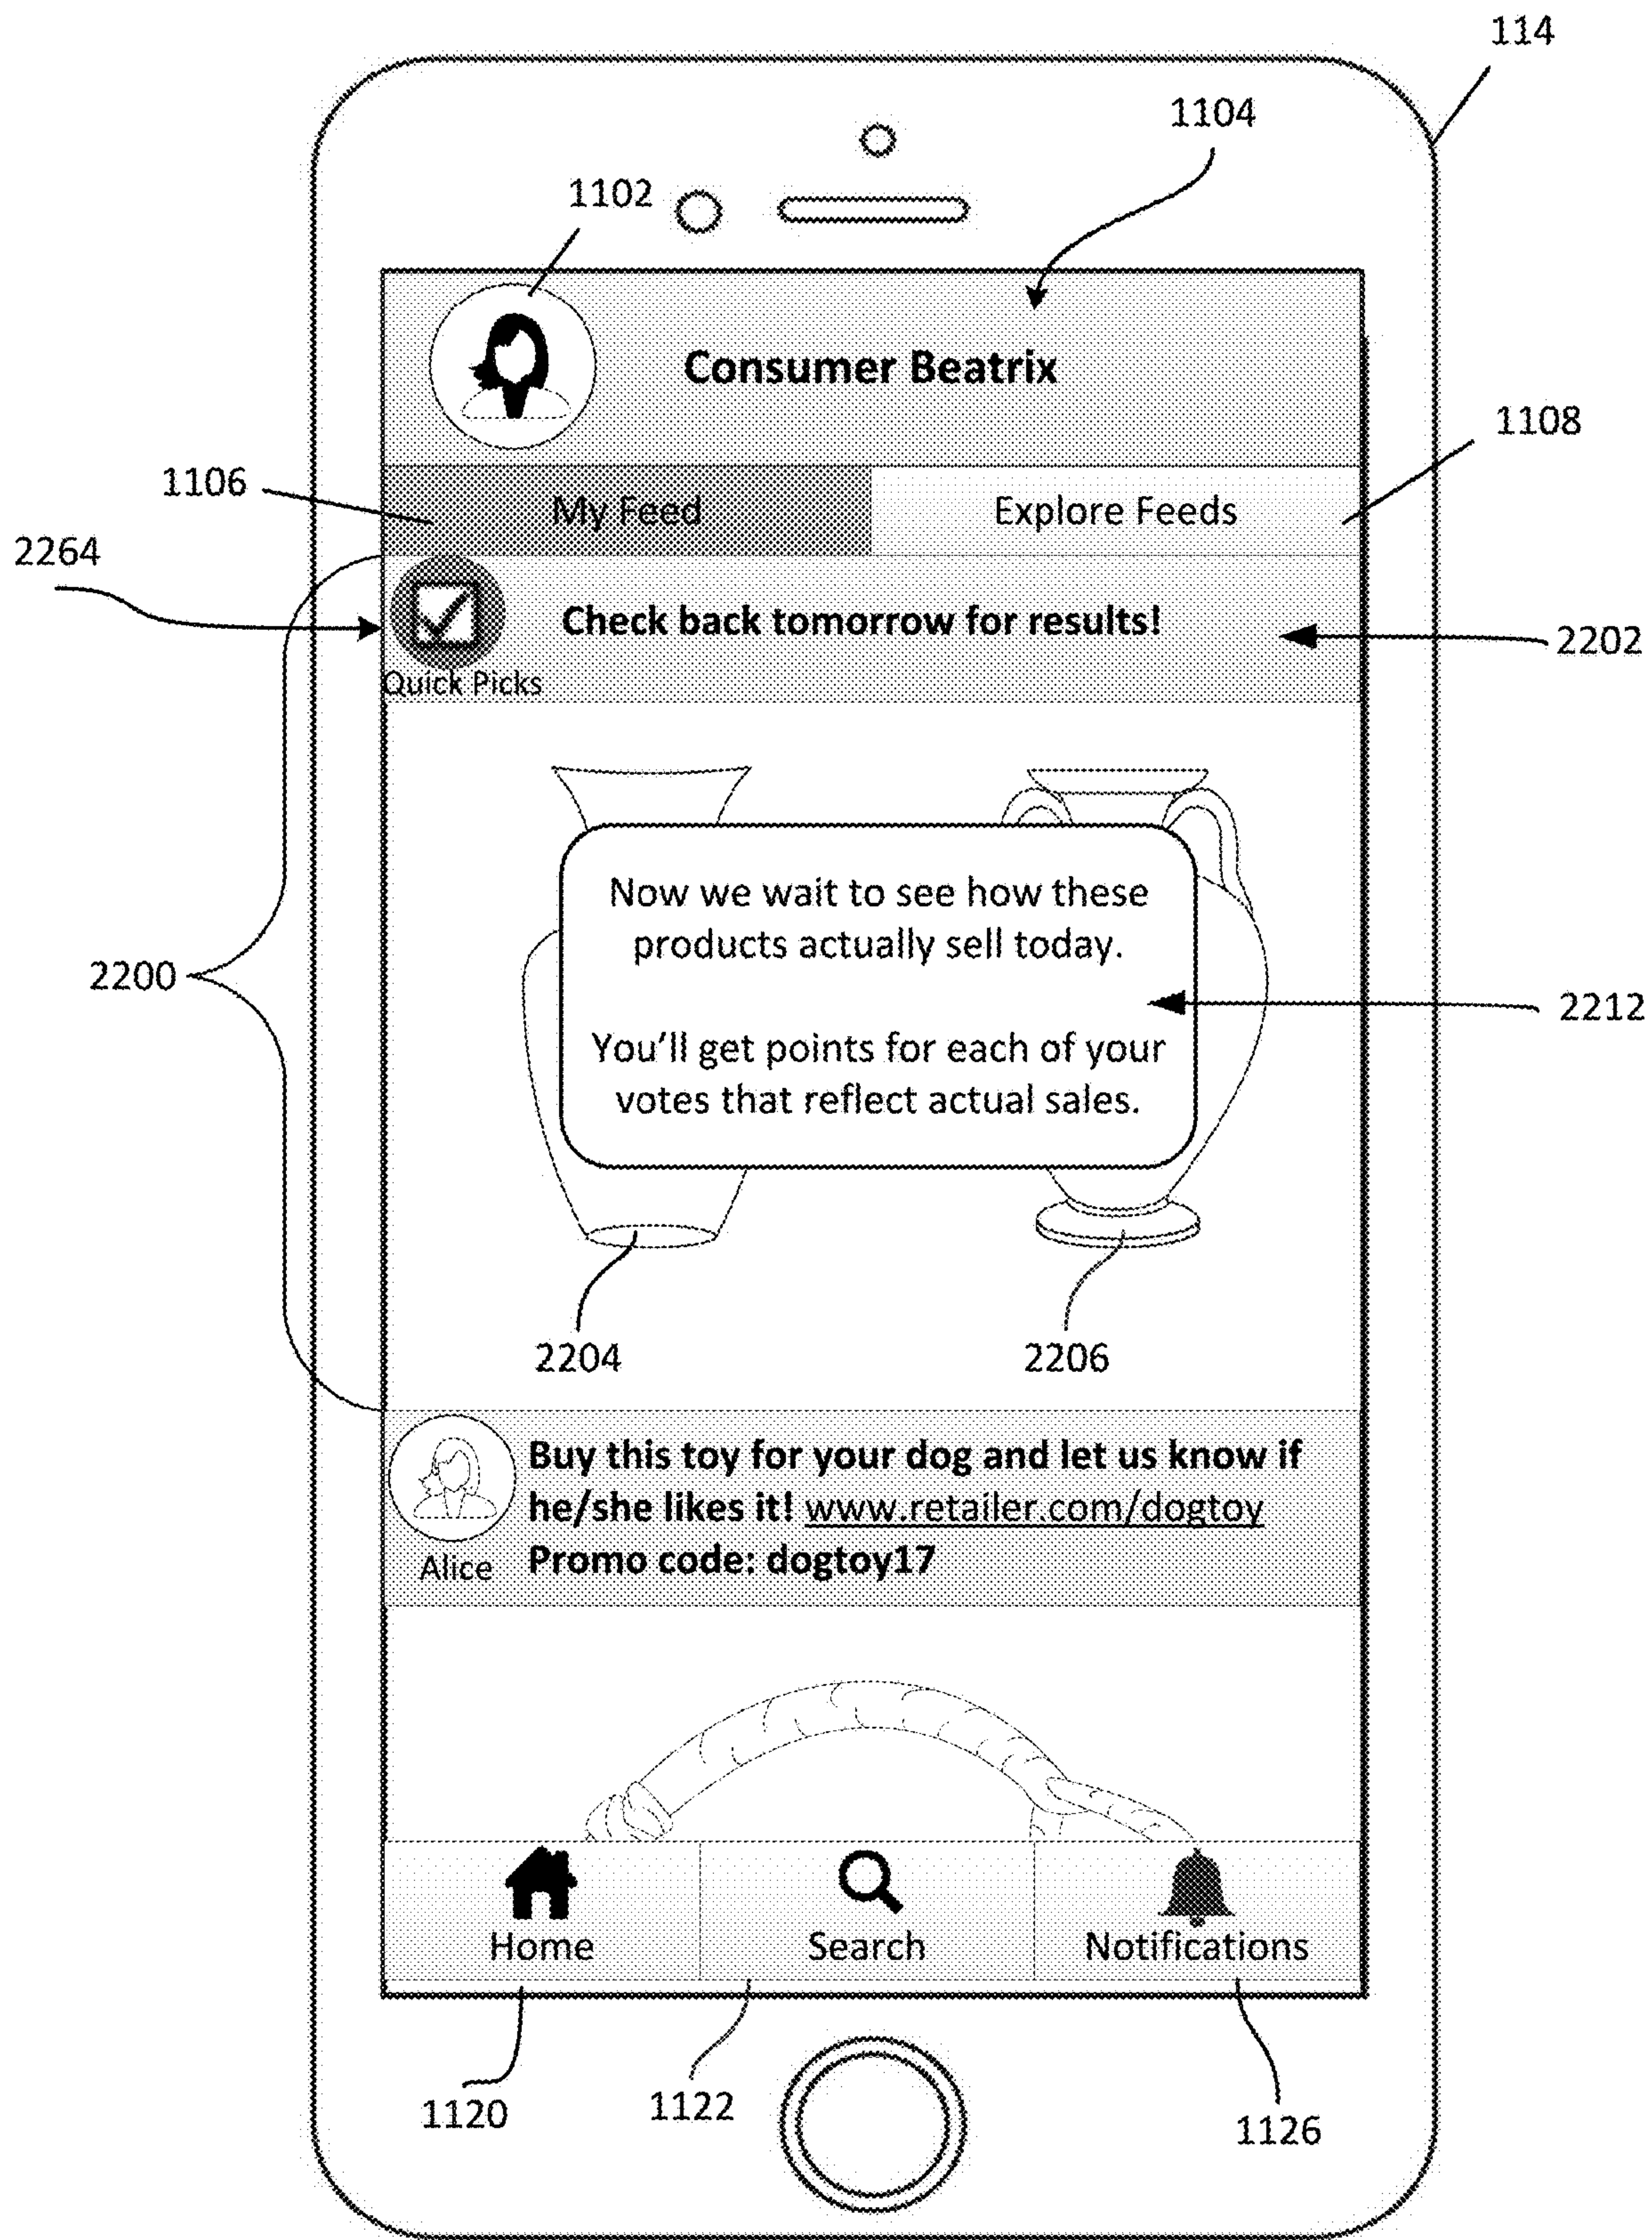 114
1104
1102
Consumer Beatrix
1108
1106
My Feed
Explore Feeds
2264
Check back tomorrow for results!
2202
Quick Picks
Now we wait to see how these
products actually sell today.
2200
2212
You'll get points for each of your
votes that reflect actual sales.
2204
2206
Buy this toy for your dog and let us know if
he/she likes it! www.retailer.com/dogtoy
Alice
Promo code: dogtoy17
Home
Search
Notifications
1120
1122
1126